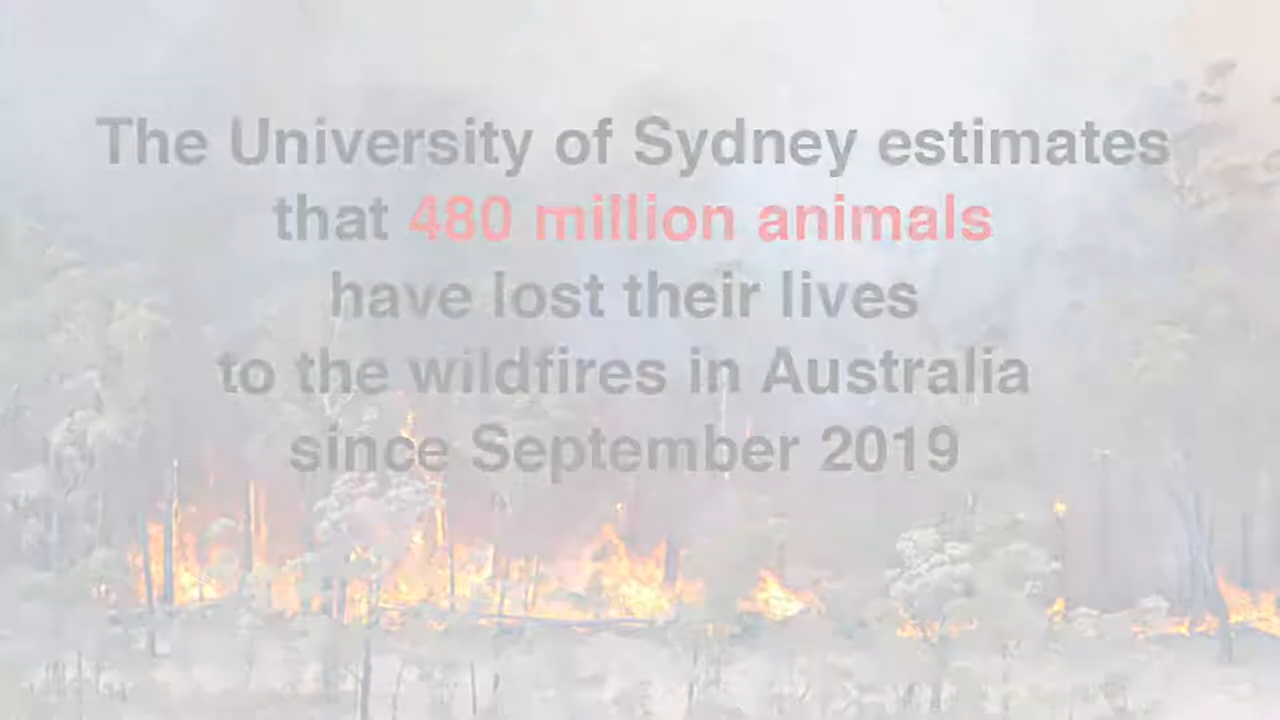 The University of Sydney estimates
that 480 million animals
have lost their lives
to the wildfires in Australia
since September 2019